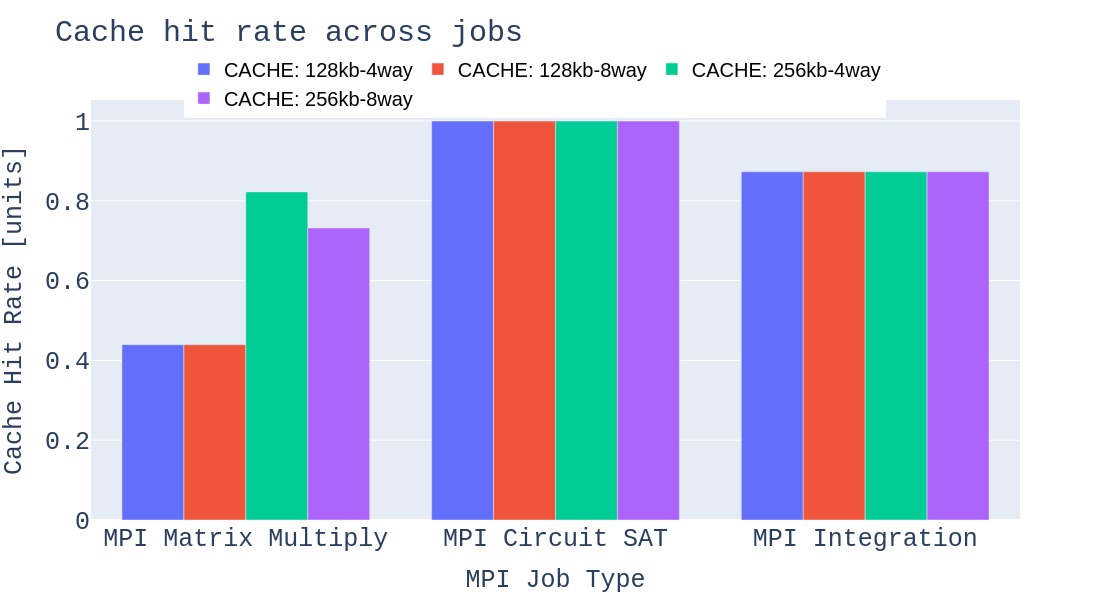 Cache hit rate across jobs
CACHE: 128kb-4way CACHE: 128kb-8way CACHE: 256kb-4way
CACHE: 256kb-8way
Cache Hit Rate [units]
1
0.8
0.6
0.4
0.2
0
MPI Matrix Multiply MPI Circuit SAT MPI Integration
MPI Job Type